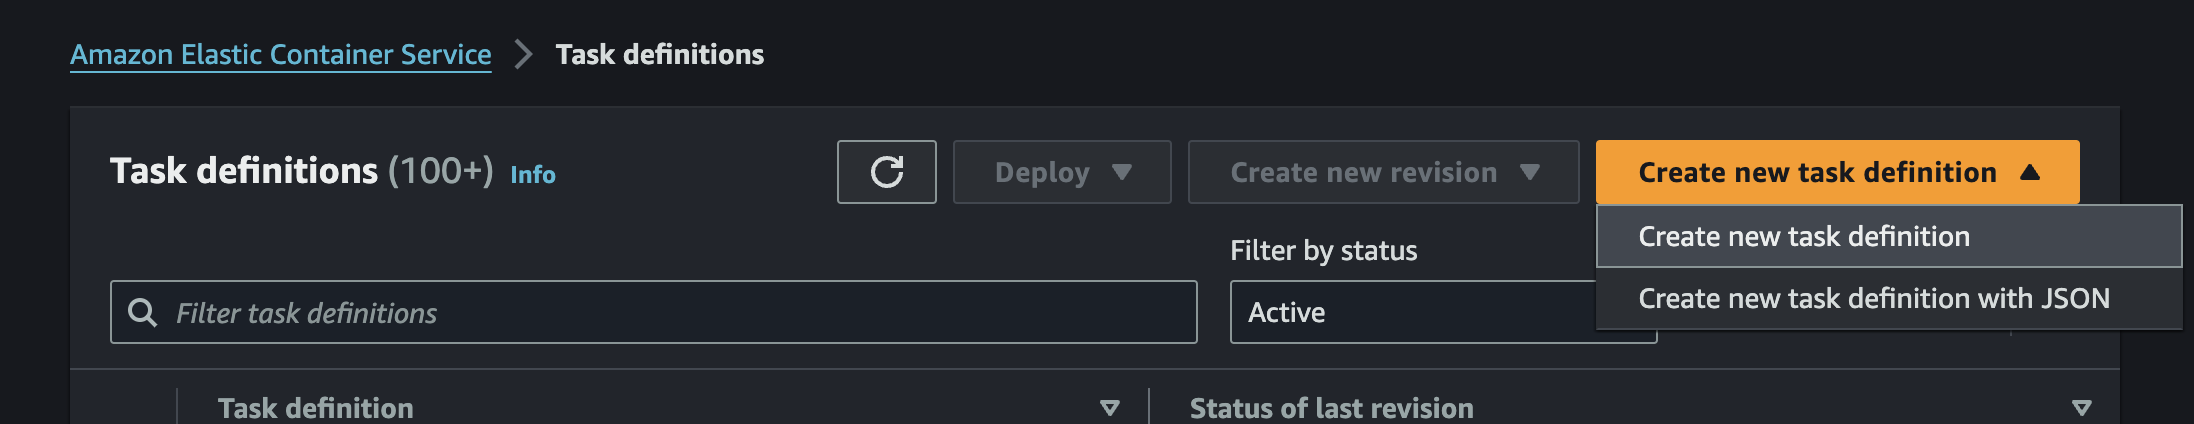 Amazon Elastic Container Service > Task definitions
Task definitions (100+) Info
Deploy
Create new revision
Create new task definition
Create new task definition
Create new task definition with JSON
Filter by status
Filter task definitions
Active
Task definition
Status of last revision